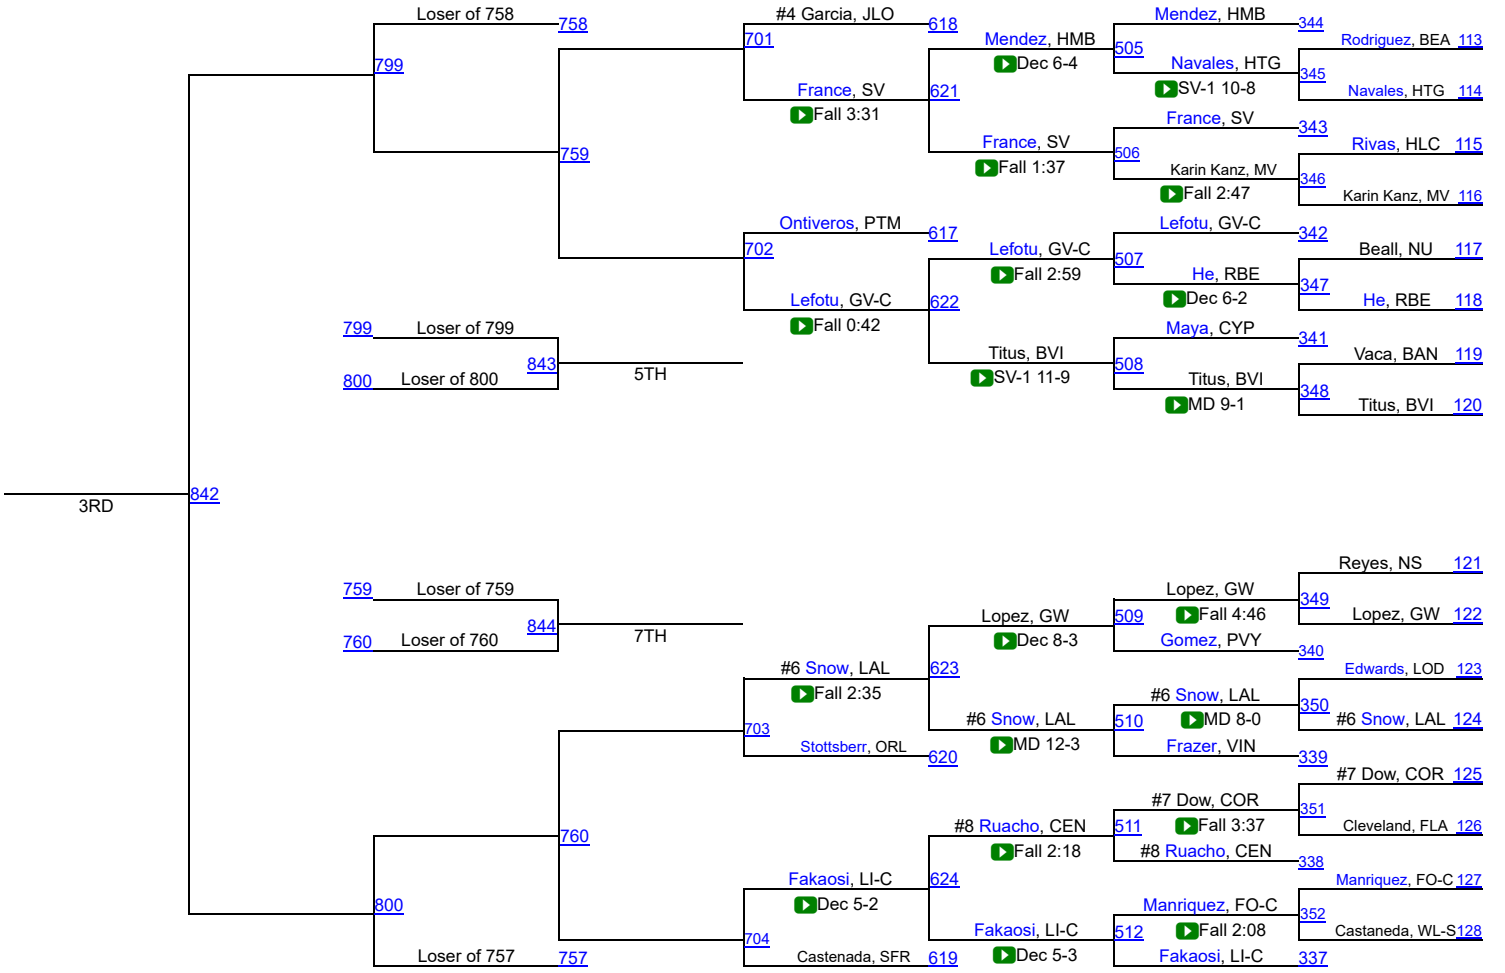 Loser of 758 758 #4 Garcia, JLO 618 Mendez, HMB 344
Rodriguez, BEA 113
Mendez, HMB
701 505
799 Navales, HTG 345
Dec 6-4
France, SV 621 SV-1 10-8 Navales, HTG 114
Fall 3:31 France, SV 343
France, SV Rivas, HLC 115
759 506
Fall 1:37 Karin Kanz, MV 346
Fall 2:47 Karin Kanz, MV 116
Ontiveros, PTM 617 Lefotu, GV-C 342
702 Lefotu, GV-C 507 Beall, NU 117
Fall 2:59 He, RBE 347
Lefotu, GV-C 622 Dec 6-2 He, RBE 118
Fall 0:42
799 Loser of 799 Maya, CYP 341
Titus, BVI Vaca, BAN 119
843 508
5TH
800 Loser of 800 SV-1 11-9 Titus, BVI 348
MD 9-1 Titus, BVI 120
842
3RD
Reyes, NS 121
759 Loser of 759 Lopez, GW 349
Lopez, GW 509 Fall 4:46 Lopez, GW 122
844
7TH
760 Loser of 760 Dec 8-3 Gomez, PVY 340
#6 Snow, LAL 623 Edwards, LOD 123
Fall 2:35 #6 Snow, LAL 350
#6 Snow, LAL 510 MD 8-0 #6 Snow, LAL 124
703
Stottsberr, ORL 620 MD 12-3 Frazer, VIN 339
#7 Dow, COR 125
#7 Dow, COR 351
760 #8 Ruacho, CEN 511 Fall 3:37 Cleveland, FLA 126
Fall 2:18 #8 Ruacho, CEN 338
Fakaosi, LI-C 624 Manriquez, FO-C 127
800 Dec 5-2 Manriquez, FO-C 352
704 Fakaosi, LI-C 512 Fall 2:08 Castaneda, WL-S 128
Loser of 757 757 Castenada, SFR 619 Dec 5-3 Fakaosi, LI-C 337